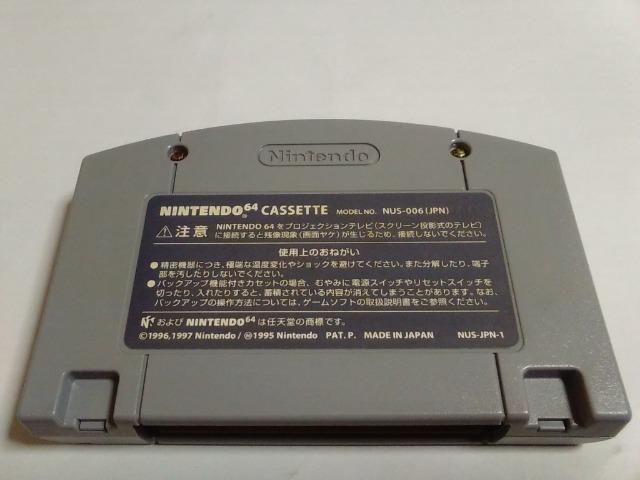 Nintendo
NINTENDO64 CASSETTE MODEL NO. NUS-006(JPN)
⚠注意 NINTENDO 64をプロジェクションテレビ(スクリーン投影式のテレビ)
に接続すると残像現象(画面ヤケ)が生じるため、接続しないでください。
使用上のおねがい
●精密機器につき、極端な温度変化やショックを避けてください。また分解したり、端子
部を汚したりしないでください。
●バックアップ機能付きカセットの場合、むやみに電源スイッチやリセットスイッチを
切ったり、入れたりすると、蓄積されている内容が消えてしまうことがあります。なお、
バックアップの操作方法については、ゲームソフトの取扱説明書をご参照ください。
および NINTENDO64 は任天堂の商標です。
©1996,1997 Nintendo/Ⓜ1995 Nintendo PAT. P. MADE IN JAPAN NUS-JPN-1